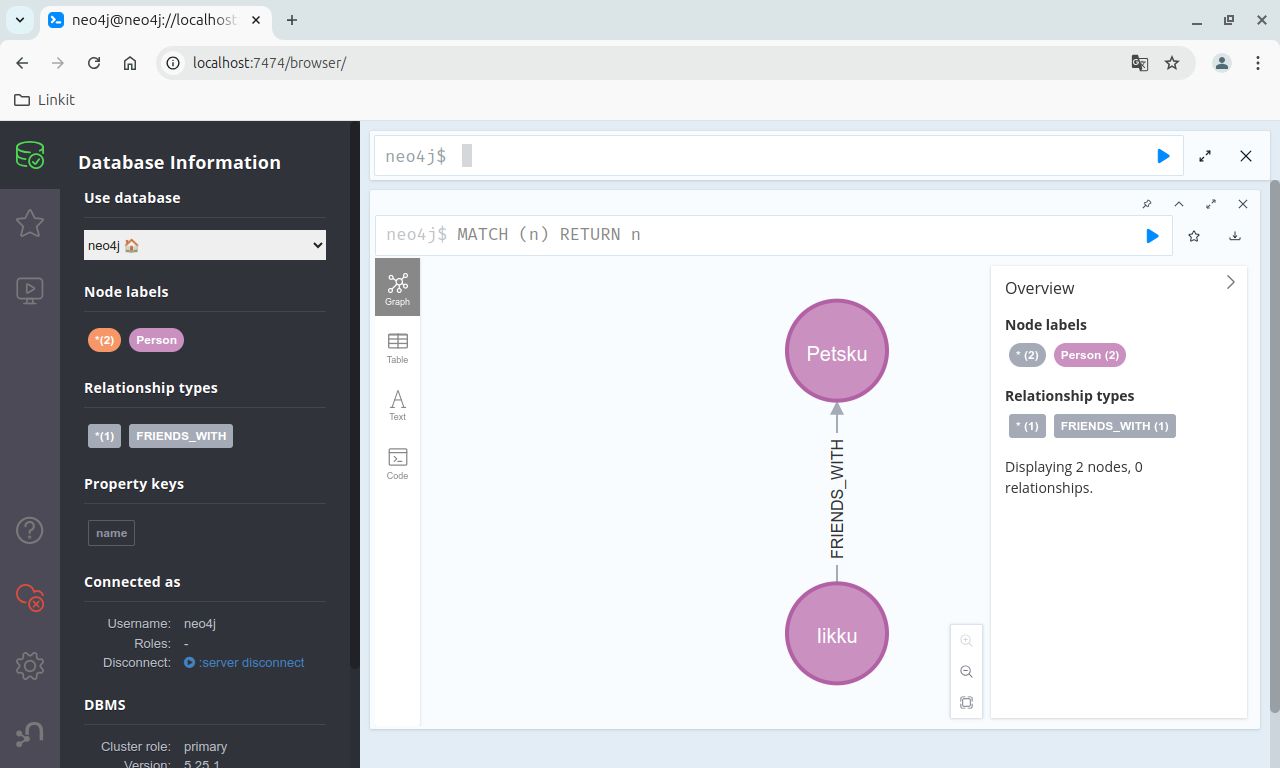 neo4j@neo4j://localhost
localhost:7474/browser/
Linkit
Database Information
Use database
neo4j 🏠
Node labels
*(2) Person
Relationship types
*(1) FRIENDS_WITH
Property keys
name
Connected as
Username: neo4j
Roles: -
Disconnect: :server disconnect
DBMS
Cluster role: primary
Version: 5.25.1
neo4j$
neo4j$ MATCH (n) RETURN n
Graph
Table
Text
Code
Petsku
FRIENDS_WITH
Iikku
Overview
Node labels
* (2) Person (2)
Relationship types
* (1) FRIENDS_WITH (1)
Displaying 2 nodes, 0
relationships.